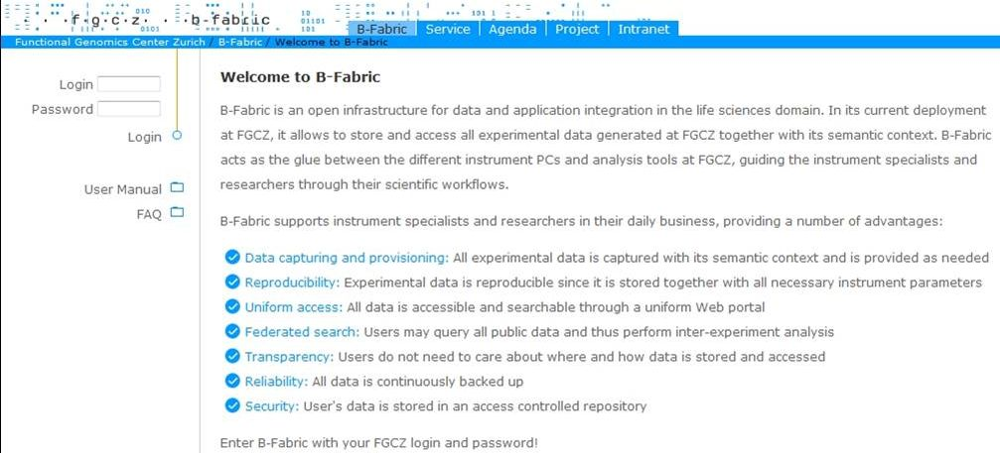 · · ·f·g·c·z· · ·b-fabric
B-Fabric Service Agenda Project Intranet
Functional Genomics Center Zurich / B-Fabric / Welcome to B-Fabric
Login
Password
Login
User Manual
FAQ
Welcome to B-Fabric
B-Fabric is an open infrastructure for data and application integration in the life sciences domain. In its current deployment
at FGCZ, it allows to store and access all experimental data generated at FGCZ together with its semantic context. B-Fabric
acts as the glue between the different instrument PCs and analysis tools at FGCZ, guiding the instrument specialists and
researchers through their scientific workflows.
B-Fabric supports instrument specialists and researchers in their daily business, providing a number of advantages:
Data capturing and provisioning: All experimental data is captured with its semantic context and is provided as needed
Reproducibility: Experimental data is reproducible since it is stored together with all necessary instrument parameters
Uniform access: All data is accessible and searchable through a uniform Web portal
Federated search: Users may query all public data and thus perform inter-experiment analysis
Transparency: Users do not need to care about where and how data is stored and accessed
Reliability: All data is continuously backed up
Security: User's data is stored in an access controlled repository
Enter B-Fabric with your FGCZ login and password!